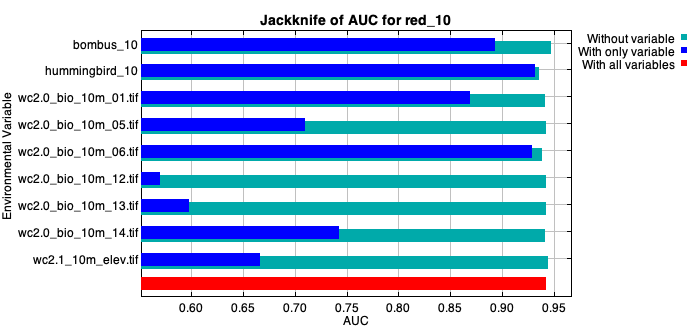 Jackknife of AUC for red_10
Without variable
With only variable
With all variables
Environmental Variable
bombus_10
hummingbird_10
wc2.0_bio_10m_01.tif
wc2.0_bio_10m_05.tif
wc2.0_bio_10m_06.tif
wc2.0_bio_10m_12.tif
wc2.0_bio_10m_13.tif
wc2.0_bio_10m_14.tif
wc2.1_10m_elev.tif
0.60 0.65 0.70 0.75 0.80 0.85 0.90 0.95
AUC